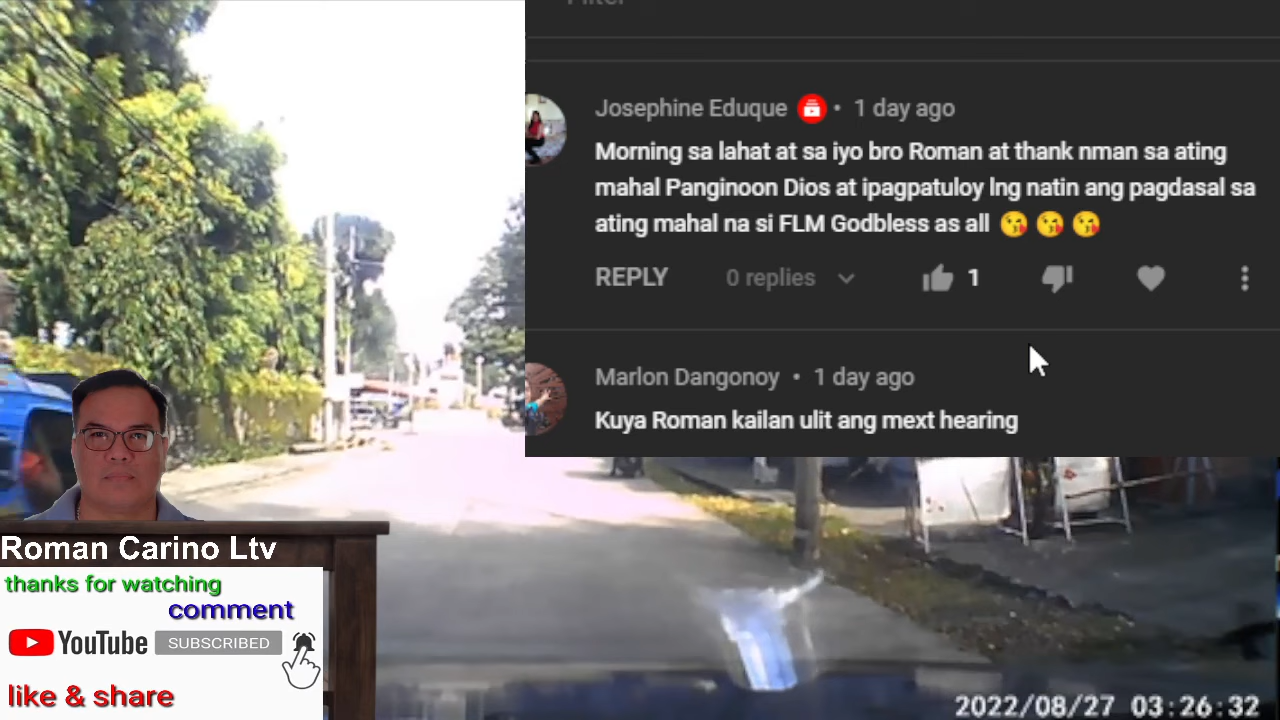 Filter
Josephine Eduque • 1 day ago
Morning sa lahat at sa iyo bro Roman at thank nman sa ating
mahal Panginoon Dios at ipagpatuloy lng natin ang pagdasal sa
ating mahal na si FLM Godbless as all 😘 😘 😘
REPLY 0 replies 1
Marlon Dangonoy • 1 day ago
Kuya Roman kailan ulit ang mext hearing
Roman Carino Ltv
thanks for watching
comment
YouTube SUBSCRIBED
like & share
2022/08/27 03:26:32